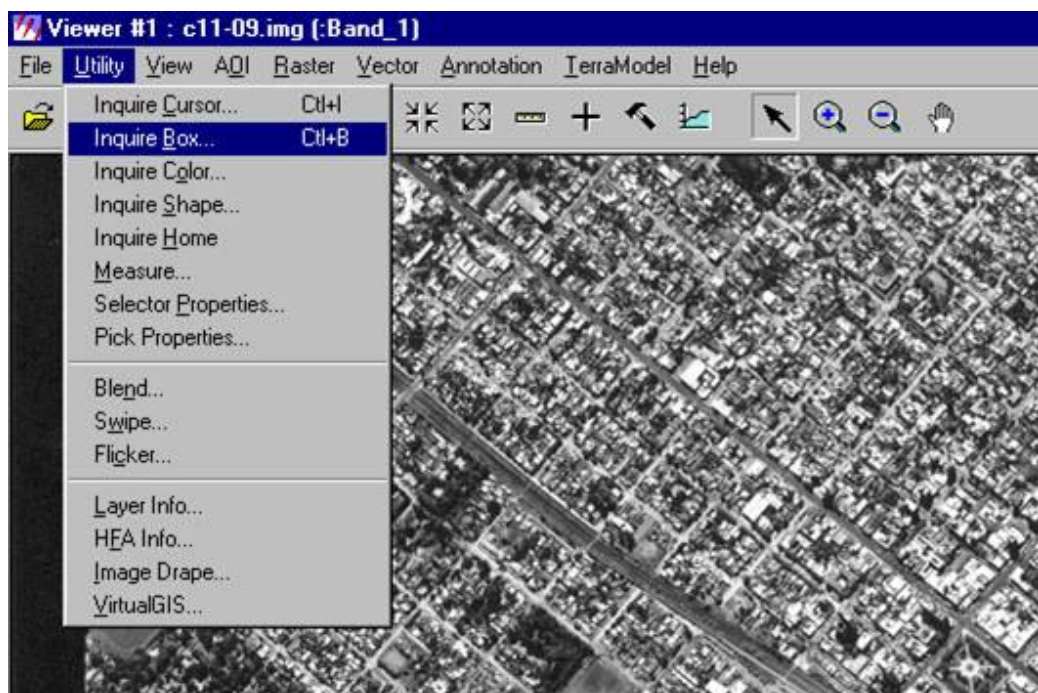 Viewer #1 : c11-09.img (:Band_1)
File Utility View AOI Raster Vector Annotation TerraModel Help
Inquire Cursor... Ctl+I
Inquire Box... Ctl+B
Inquire Color...
Inquire Shape...
Inquire Home
Measure...
Selector Properties...
Pick Properties...
Blend...
Swipe...
Flicker...
Layer Info...
HFA Info...
Image Drape...
VirtualGIS...